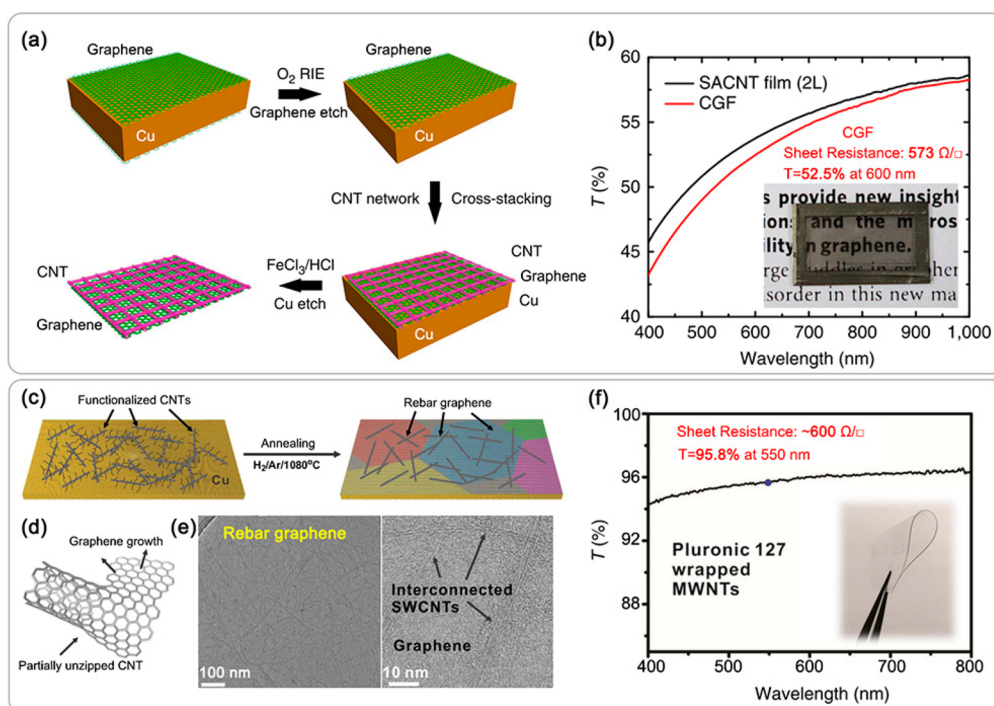 (a)
Graphene
O₂ RIE
Graphene etch
Cu
Cu
CNT network
Cross-stacking
CNT
Graphene
FeCl₃/HCl
Cu etch
CNT
Graphene
Cu
(b)
60
55
50
45
40
T (%)
SACNT film (2L)
CGF
CGF
Sheet Resistance: 573 Ω/□
T=52.5% at 600 nm
s provide new insight
ions and the m ros
ility n graphene.
rge uddles in graphen
sorder in this new ma
400 500 600 700 800 900 1,000
Wavelength (nm)
(c)
Functionalized CNTs
Cu
Annealing
H₂/Ar/1080°C
Rebar graphene
(d)
Graphene growth
Partially unzipped CNT
(e)
Rebar graphene
100 nm
Interconnected
SWCNTs
Graphene
10 nm
(f)
100
96
92
88
T (%)
Sheet Resistance: ~600 Ω/□
T=95.8% at 550 nm
Pluronic 127
wrapped
MWNTs
400 500 600 700 800
Wavelength (nm)